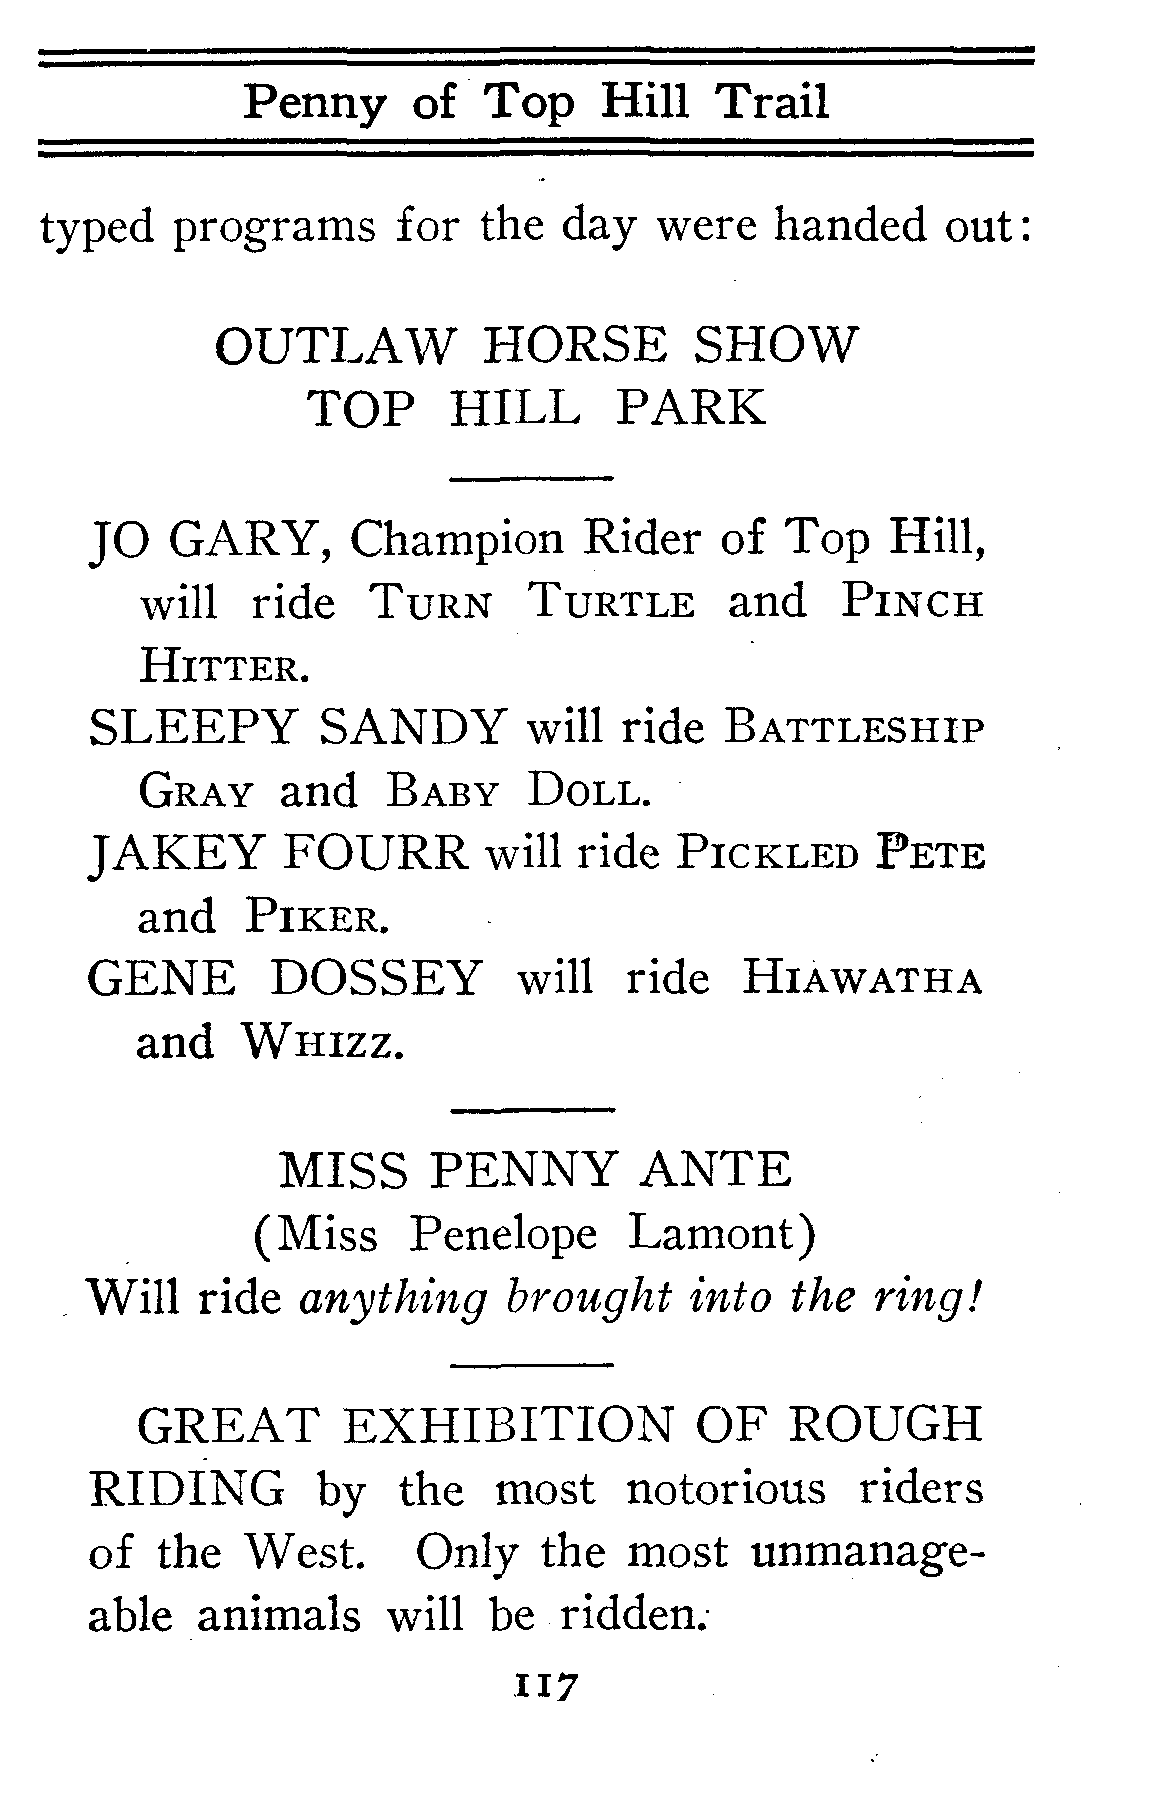 Penny of Top Hill Trail
typed programs for the day were handed out:
OUTLAW HORSE SHOW
TOP HILL PARK
JO GARY, Champion Rider of Top Hill,
will ride TURN TURTLE and PINCH
HITTER.
SLEEPY SANDY will ride BATTLESHIP
GRAY and BABY DOLL.
JAKEY FOURR will ride PICKLED PETE
and PIKER.
GENE DOSSEY will ride HIAWATHA
and WHIZZ.
MISS PENNY ANTE
(Miss Penelope Lamont)
Will ride anything brought into the ring!
GREAT EXHIBITION OF ROUGH
RIDING by the most notorious riders
of the West. Only the most unmanage-
able animals will be ridden.
117